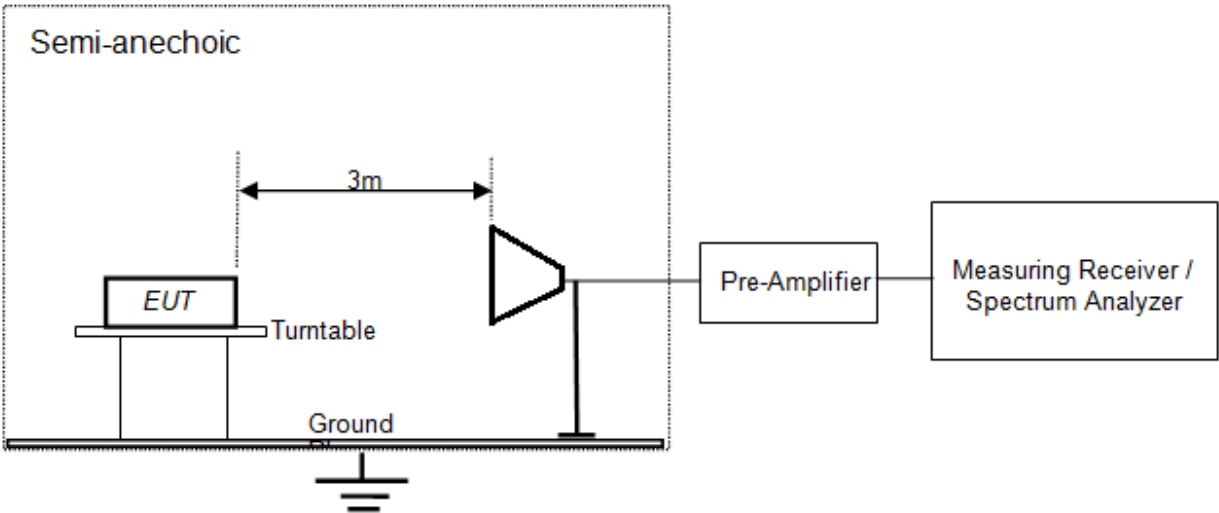 Semi-anechoic
3m
EUT
Turntable
Ground
Pre-Amplifier
Measuring Receiver /
Spectrum Analyzer